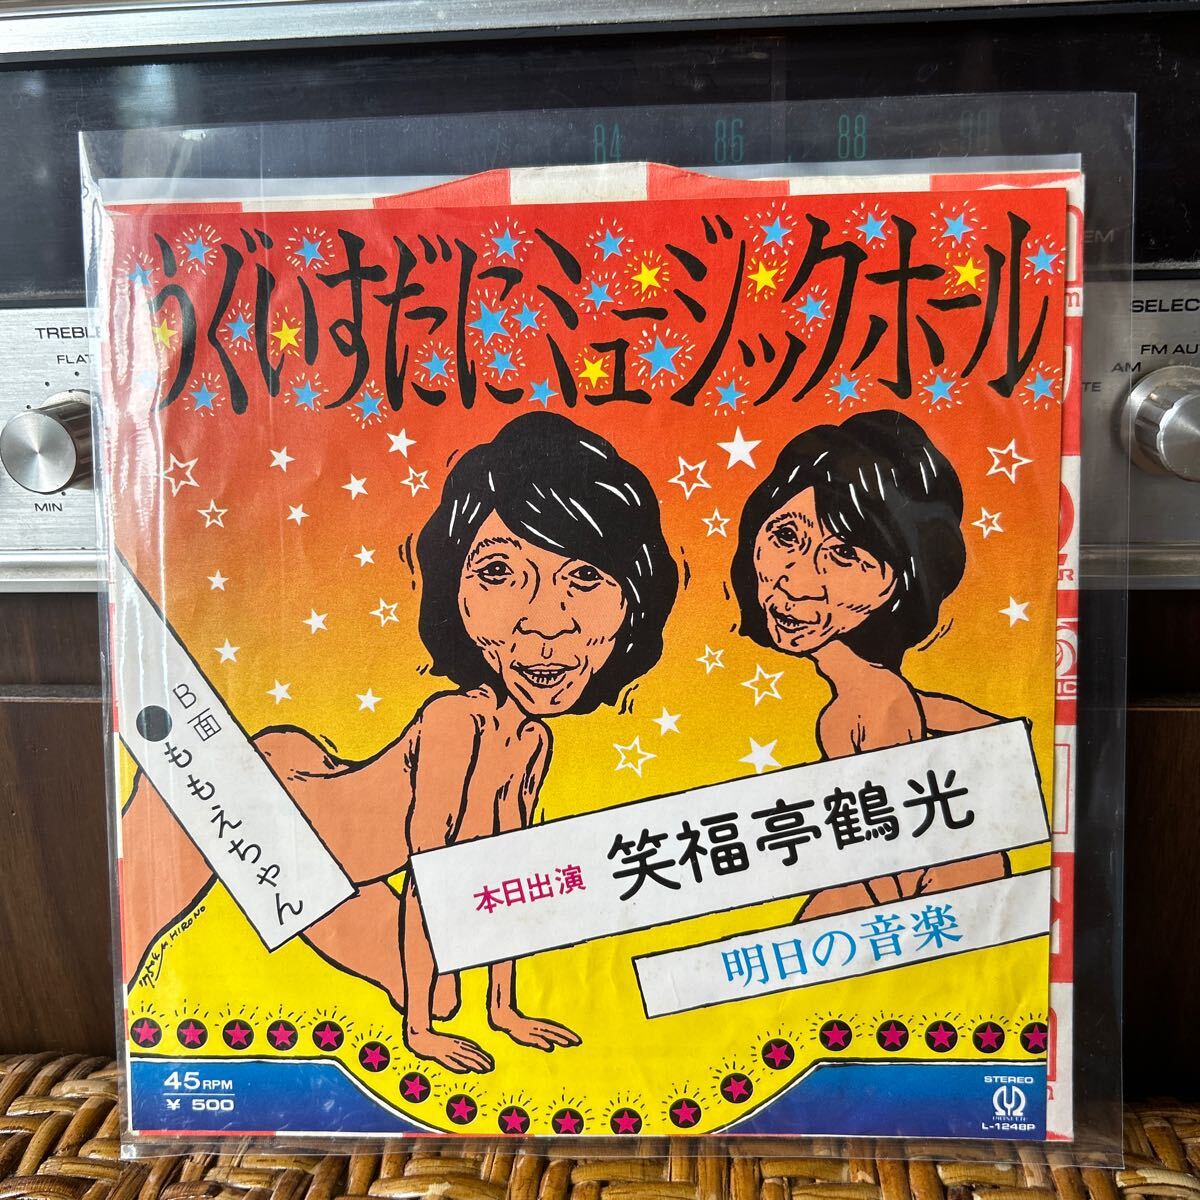 84 86 88 90
うぐいすだにミュージックホール
TREBLE
FLAT
MIN
SELEC
FM AU
AM
B面
●ももえちゃん
本日出演 笑福亭鶴光
明日の音楽
45RPM
¥ 500
STEREO
PIONEER
L-1248P